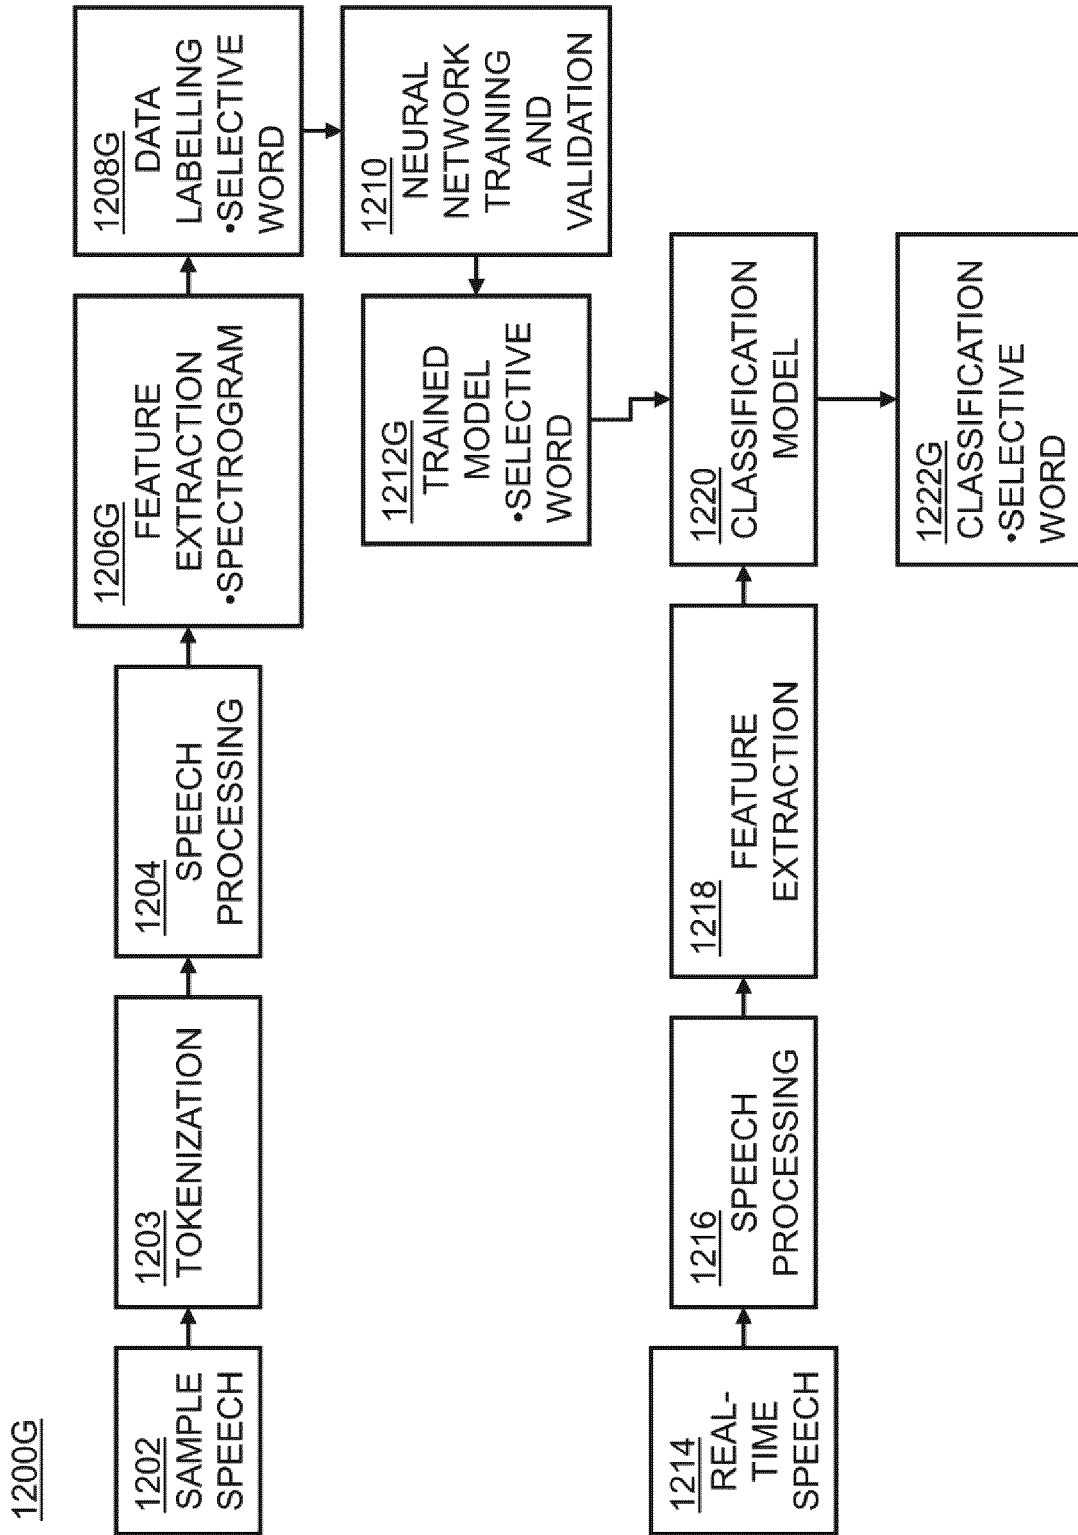 1200G
1202
SAMPLE
SPEECH
1203
TOKENIZATION
1204
SPEECH
PROCESSING
1206G
FEATURE
EXTRACTION
•SPECTROGRAM
1208G
DATA
LABELLING
•SELECTIVE
WORD
1210
NEURAL
NETWORK
TRAINING
AND
VALIDATION
1212G
TRAINED
MODEL
•SELECTIVE
WORD
1214
REAL-
TIME
SPEECH
1216
SPEECH
PROCESSING
1218
FEATURE
EXTRACTION
1220
CLASSIFICATION
MODEL
1222G
CLASSIFICATION
•SELECTIVE
WORD